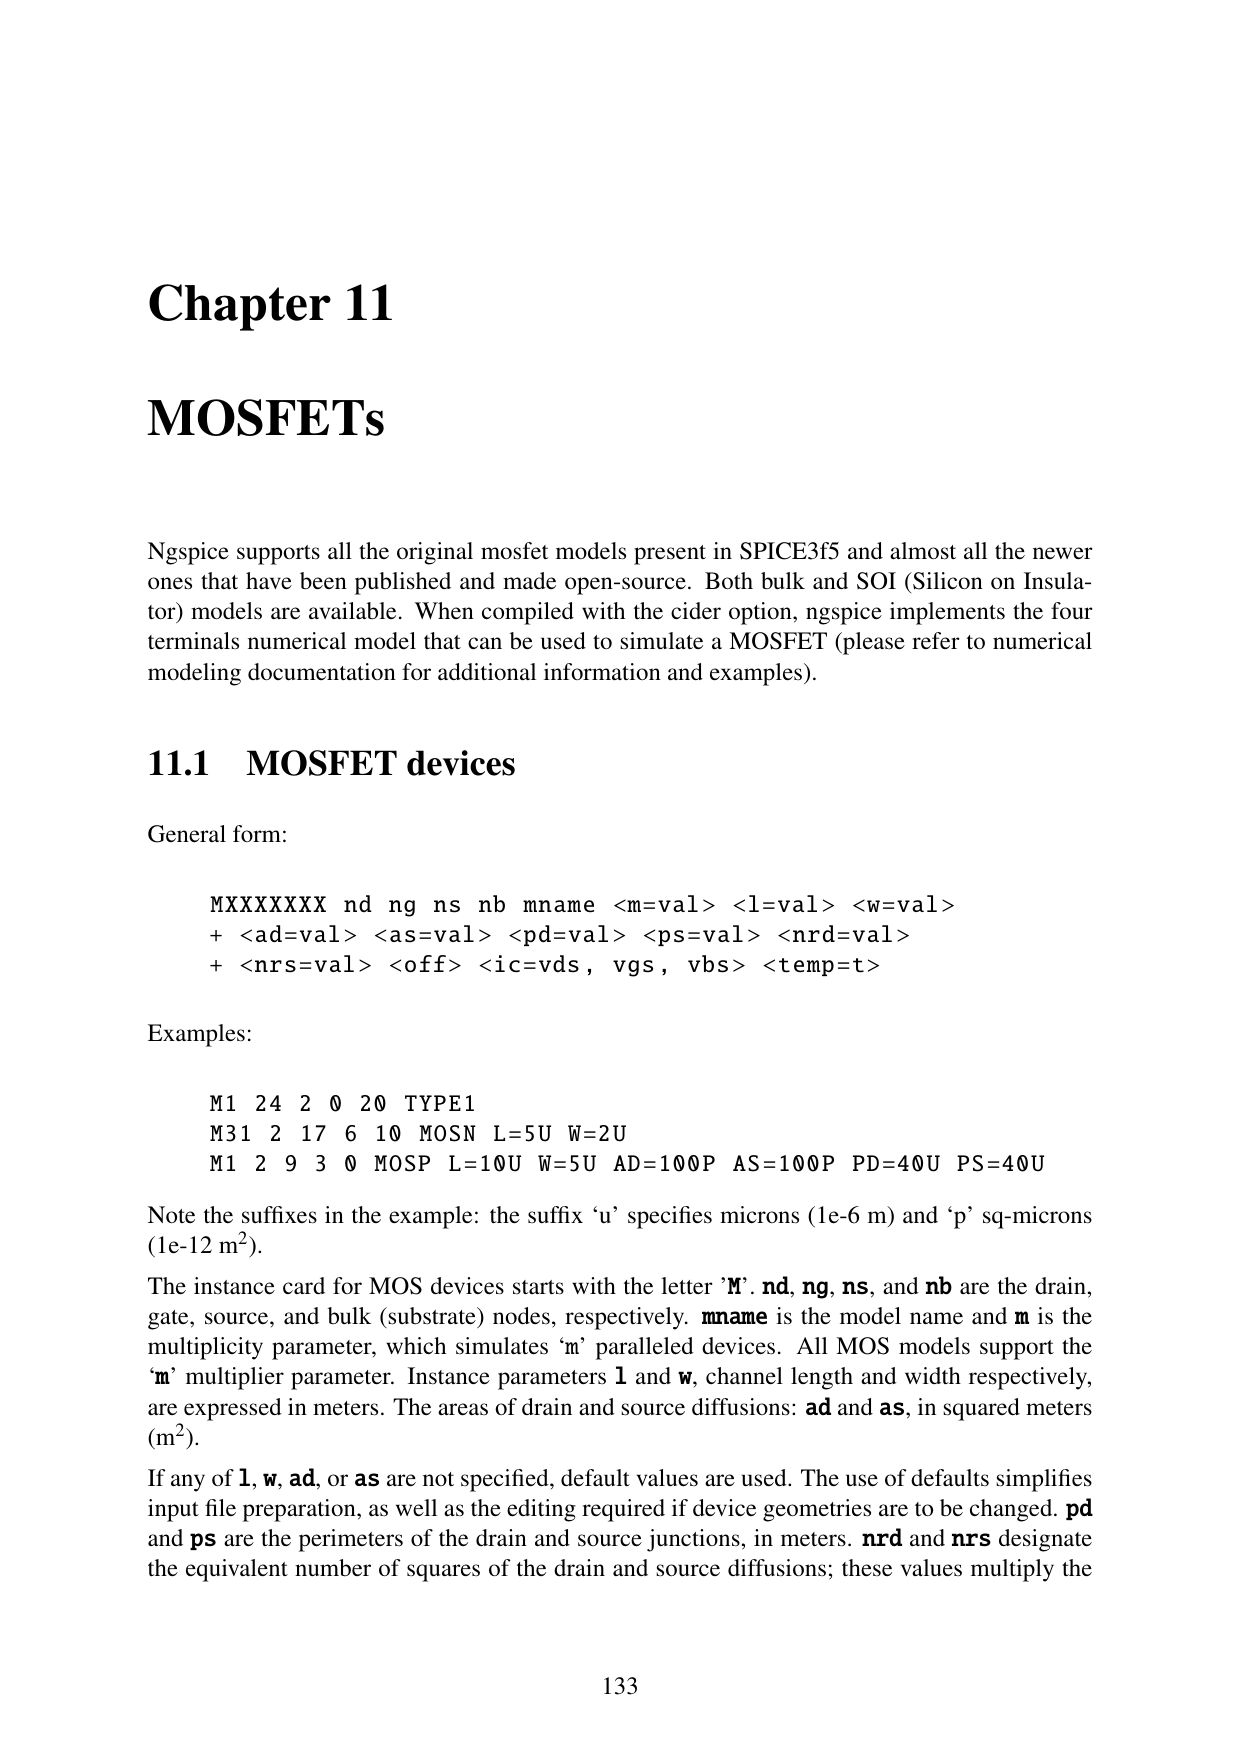 Chapter 11
MOSFETs
Ngspice supports all the original mosfet models present in SPICE3f5 and almost all the newer
ones that have been published and made open-source. Both bulk and SOI (Silicon on Insula-
tor) models are available. When compiled with the cider option, ngspice implements the four
terminals numerical model that can be used to simulate a MOSFET (please refer to numerical
modeling documentation for additional information and examples).
11.1 MOSFET devices
General form:
MXXXXXXX nd ng ns nb mname <m=val> <l=val> <w=val>
+ <ad=val> <as=val> <pd=val> <ps=val> <nrd=val>
+ <nrs=val> <off> <ic=vds, vgs, vbs> <temp=t>
Examples:
M1 24 2 0 20 TYPE1
M31 2 17 6 10 MOSN L=5U W=2U
M1 2 9 3 0 MOSP L=10U W=5U AD=100P AS=100P PD=40U PS=40U
Note the suffixes in the example: the suffix ‘u’ specifies microns (1e-6 m) and ‘p’ sq-microns
(1e-12 m²).
The instance card for MOS devices starts with the letter ’M’. nd, ng, ns, and nb are the drain,
gate, source, and bulk (substrate) nodes, respectively. mname is the model name and m is the
multiplicity parameter, which simulates ‘m’ paralleled devices. All MOS models support the
‘m’ multiplier parameter. Instance parameters l and w, channel length and width respectively,
are expressed in meters. The areas of drain and source diffusions: ad and as, in squared meters
(m²).
If any of l, w, ad, or as are not specified, default values are used. The use of defaults simplifies
input file preparation, as well as the editing required if device geometries are to be changed. pd
and ps are the perimeters of the drain and source junctions, in meters. nrd and nrs designate
the equivalent number of squares of the drain and source diffusions; these values multiply the
133